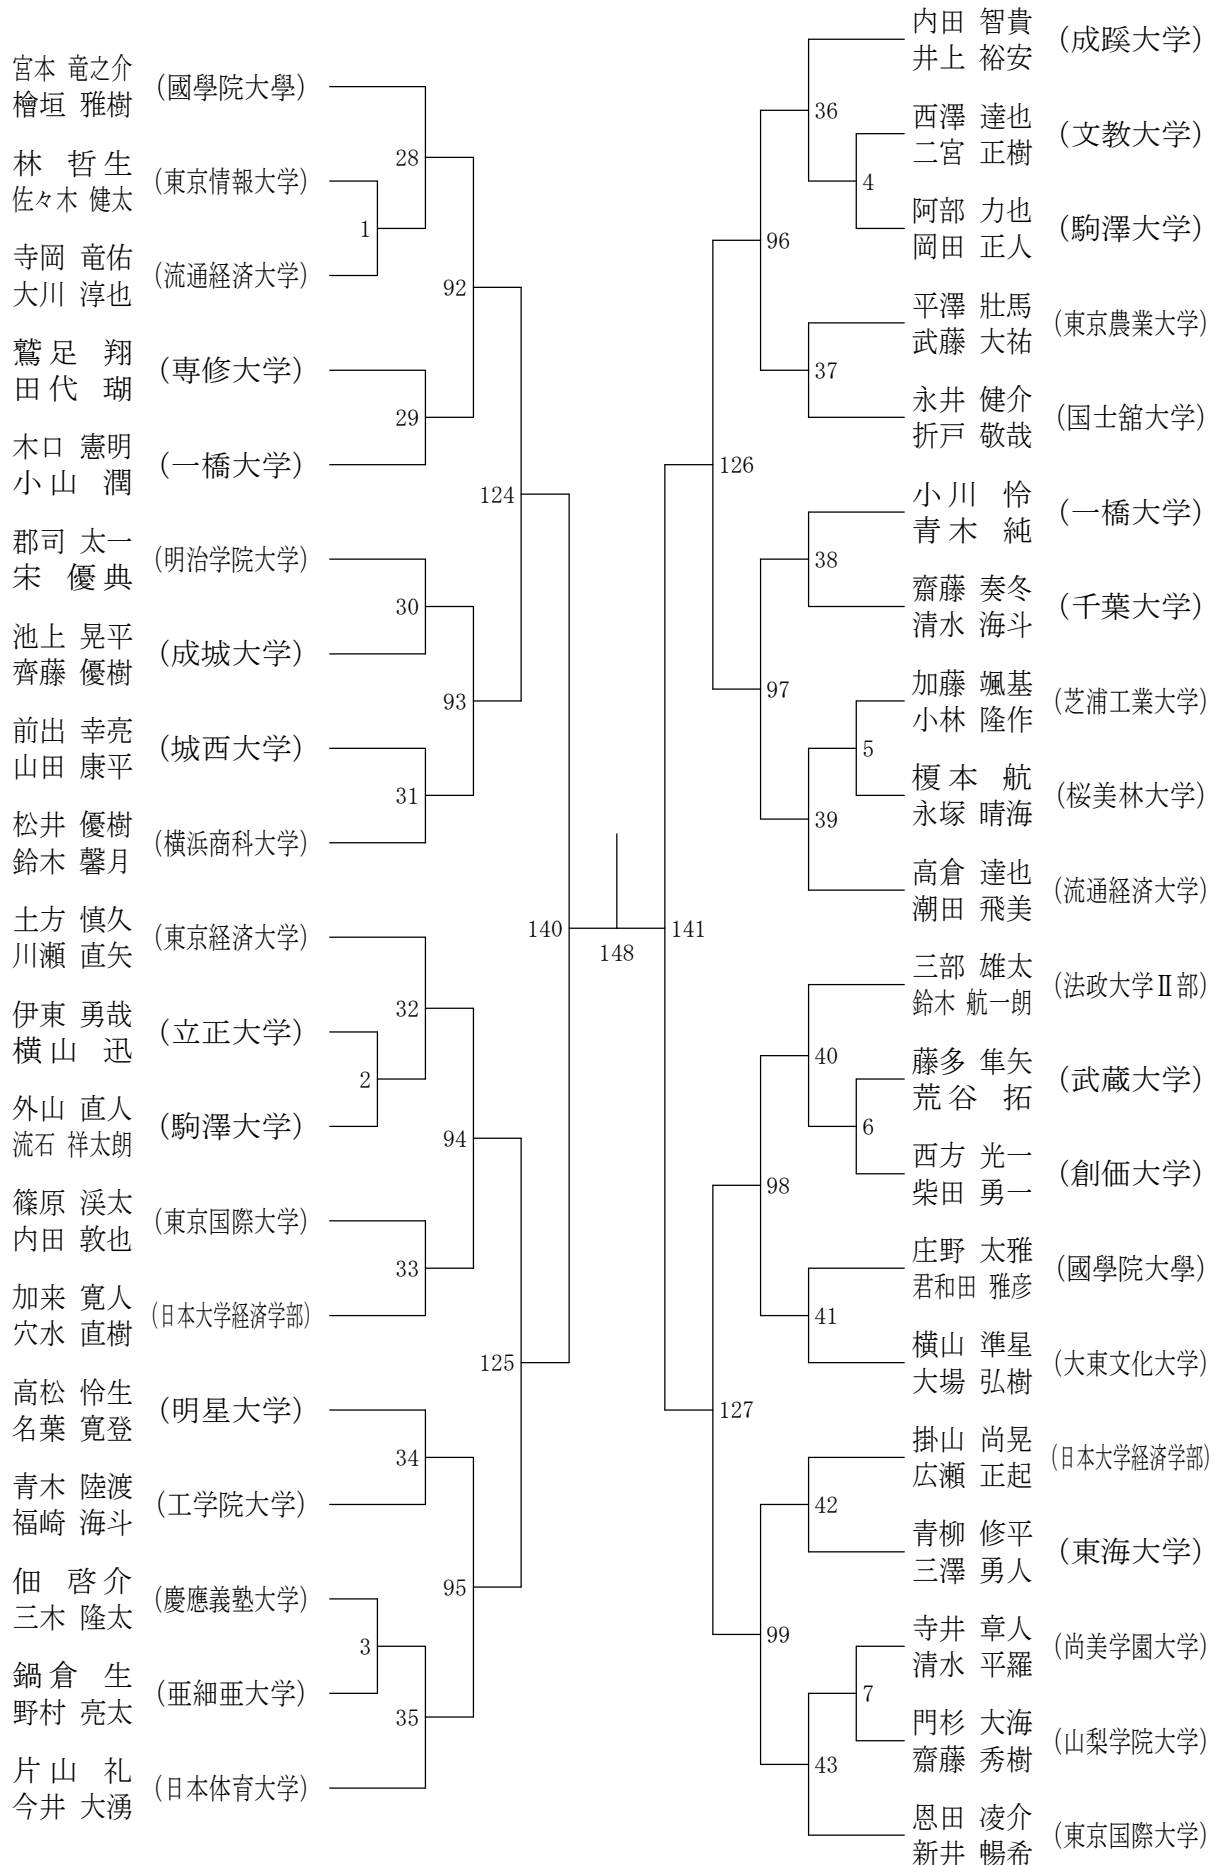 宮本 竜之介
檜垣 雅樹
(國學院大學)
林 哲生
佐々木 健太
(東京情報大学)
寺岡 竜佑
大川 淳也
(流通経済大学)
鷲足 翔
田代 瑚
(専修大学)
木口 憲明
小山 潤
(一橋大学)
郡司 太一
宋 優典
(明治学院大学)
池上 晃平
齊藤 優樹
(成城大学)
前出 幸亮
山田 康平
(城西大学)
松井 優樹
鈴木 馨月
(横浜商科大学)
土方 慎久
川瀬 直矢
(東京経済大学)
伊東 勇哉
横山 迅
(立正大学)
外山 直人
流石 祥太朗
(駒澤大学)
篠原 渓太
内田 敦也
(東京国際大学)
加来 寛人
穴水 直樹
(日本大学経済学部)
高松 怜生
名葉 寛登
(明星大学)
青木 陸渡
福崎 海斗
(工学院大学)
佃 啓介
三木 隆太
(慶應義塾大学)
鍋倉 生
野村 亮太
(亜細亜大学)
片山 礼
今井 大湧
(日本体育大学)
1
2
3
28
29
30
31
32
33
34
35
92
93
94
95
124
125
140
148
141
126
127
96
97
98
99
36
37
38
39
40
41
42
43
4
5
6
7
内田 智貴
井上 裕安
(成蹊大学)
西澤 達也
二宮 正樹
(文教大学)
阿部 力也
岡田 正人
(駒澤大学)
平澤 壯馬
武藤 大祐
(東京農業大学)
永井 健介
折戸 敬哉
(国士舘大学)
小川 怜
青木 純
(一橋大学)
齋藤 奏冬
清水 海斗
(千葉大学)
加藤 颯基
小林 隆作
(芝浦工業大学)
榎本 航
永塚 晴海
(桜美林大学)
高倉 達也
潮田 飛美
(流通経済大学)
三部 雄太
鈴木 航一朗
(法政大学Ⅱ部)
藤多 隼矢
荒谷 拓
(武蔵大学)
西方 光一
柴田 勇一
(創価大学)
庄野 太雅
君和田 雅彦
(國學院大學)
横山 準星
大場 弘樹
(大東文化大学)
掛山 尚晃
広瀬 正起
(日本大学経済学部)
青柳 修平
三澤 勇人
(東海大学)
寺井 章人
清水 平羅
(尚美学園大学)
門杉 大海
齋藤 秀樹
(山梨学院大学)
恩田 凌介
新井 暢希
(東京国際大学)